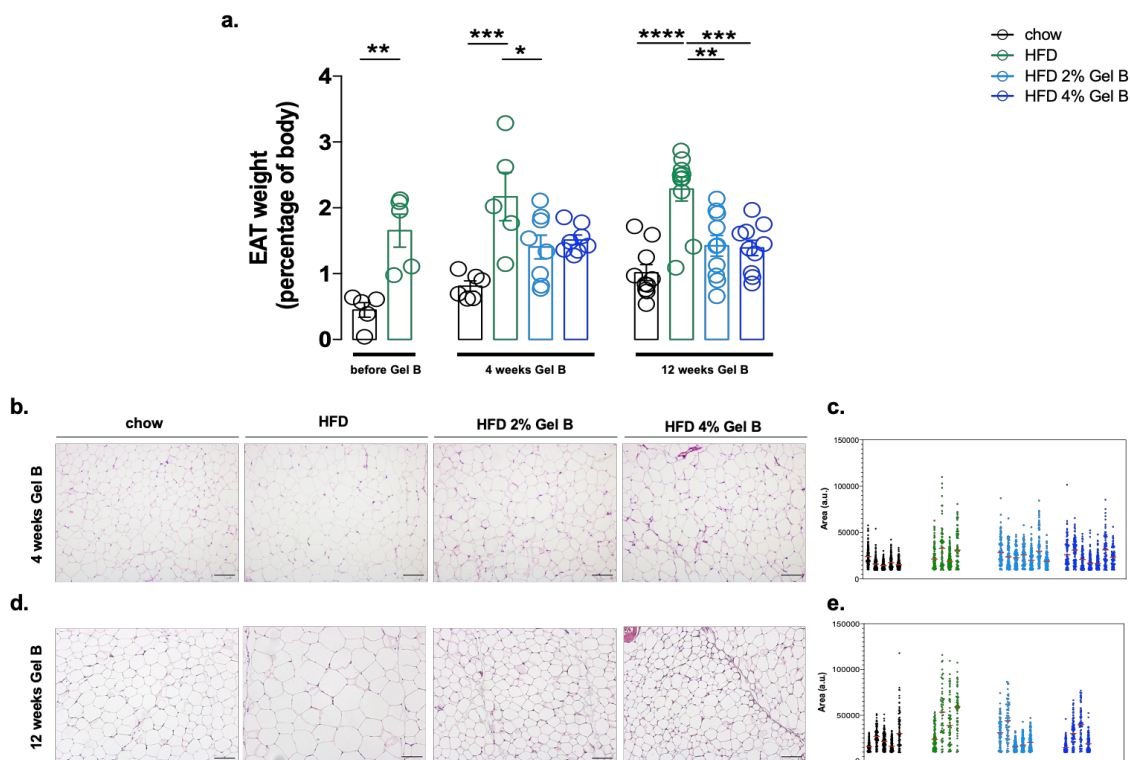 a.
** *** * **** *** **
chow
HFD
HFD 2% Gel B
HFD 4% Gel B
EAT weight
(percentage of body)
4
3
2
1
0
before Gel B
4 weeks Gel B
12 weeks Gel B
b.
chow
HFD
HFD 2% Gel B
HFD 4% Gel B
4 weeks Gel B
c.
Area (a.u.)
150000
100000
50000
0
d.
12 weeks Gel B
e.
Area (a.u.)
150000
100000
50000
0